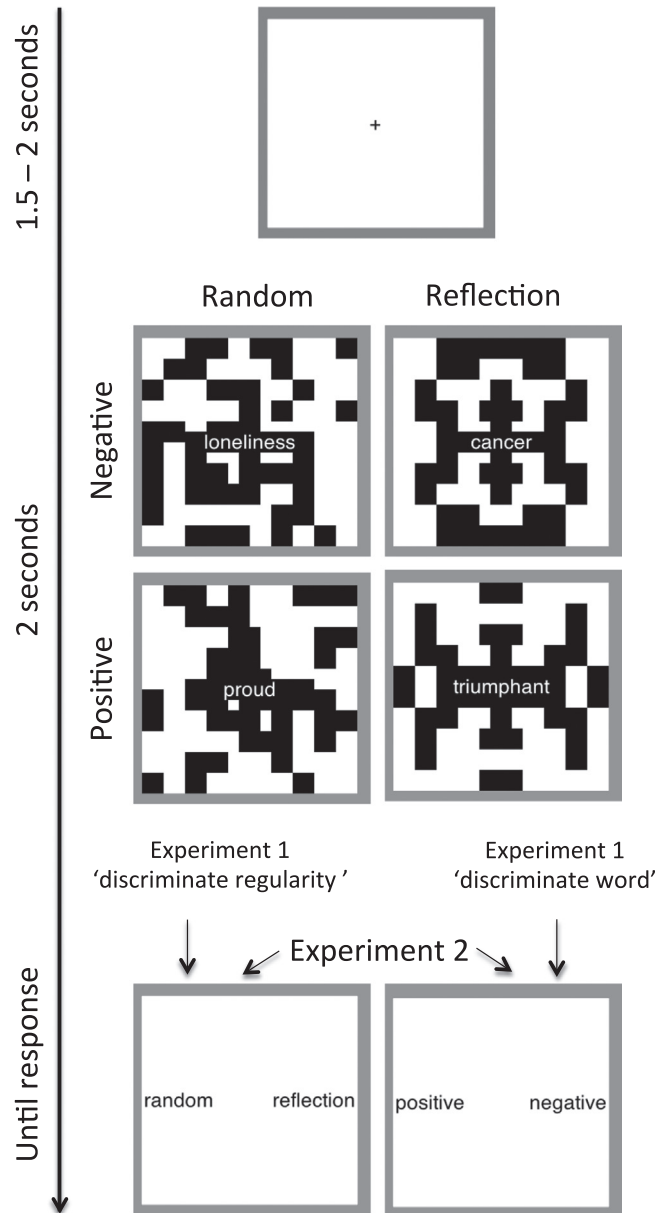 1.5 – 2 seconds
+
Random
Reflection
Negative
loneliness
cancer
2 seconds
Positive
proud
triumphant
Experiment 1
‘discriminate regularity ’
Experiment 1
‘discriminate word’
Experiment 2
Until response
random
reflection
positive
negative